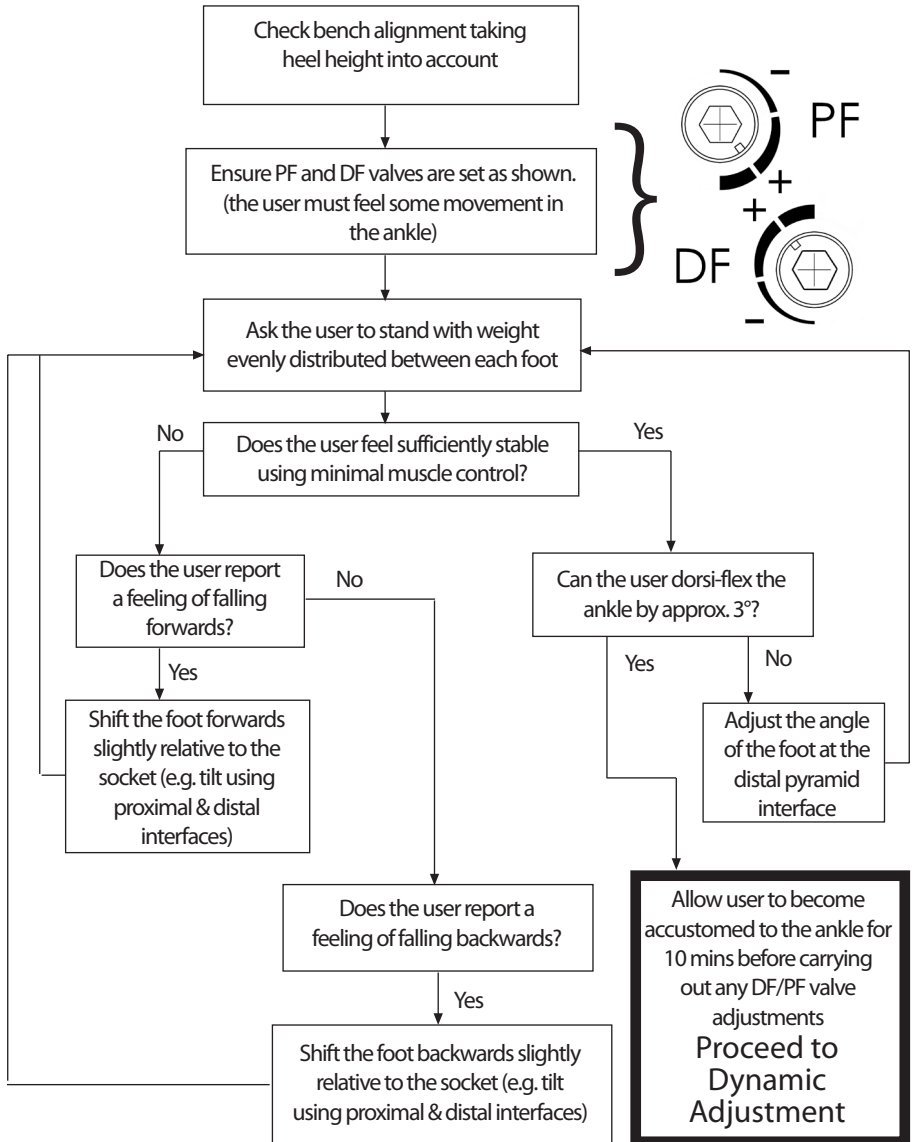 Check bench alignment taking
heel height into account
Ensure PF and DF valves are set as shown.
(the user must feel some movement in
the ankle)
-
PF
+
+
DF
-
Ask the user to stand with weight
evenly distributed between each foot
Does the user feel sufficiently stable
using minimal muscle control?
No
Yes
Does the user report
a feeling of falling
forwards?
No
Yes
Shift the foot forwards
slightly relative to the
socket (e.g. tilt using
proximal & distal
interfaces)
Can the user dorsi-flex the
ankle by approx. 3°?
Yes
No
Adjust the angle
of the foot at the
distal pyramid
interface
Does the user report a
feeling of falling backwards?
Yes
Shift the foot backwards slightly
relative to the socket (e.g. tilt
using proximal & distal interfaces)
Allow user to become
accustomed to the ankle for
10 mins before carrying
out any DF/PF valve
adjustments
Proceed to
Dynamic
Adjustment